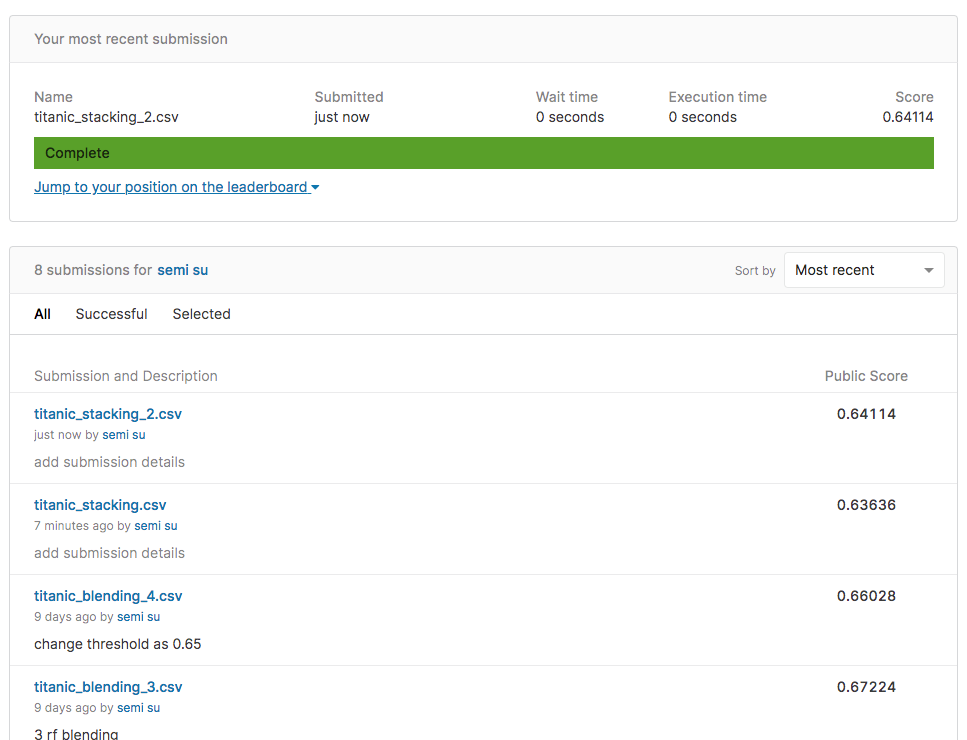 Your most recent submission
Name Submitted Wait time Execution time Score
titanic_stacking_2.csv just now 0 seconds 0 seconds 0.64114
Complete
Jump to your position on the leaderboard
8 submissions for semi su Sort by Most recent
All Successful Selected
Submission and Description Public Score
titanic_stacking_2.csv 0.64114
just now by semi su
add submission details
titanic_stacking.csv 0.63636
7 minutes ago by semi su
add submission details
titanic_blending_4.csv 0.66028
9 days ago by semi su
change threshold as 0.65
titanic_blending_3.csv 0.67224
9 days ago by semi su
3 rf blending